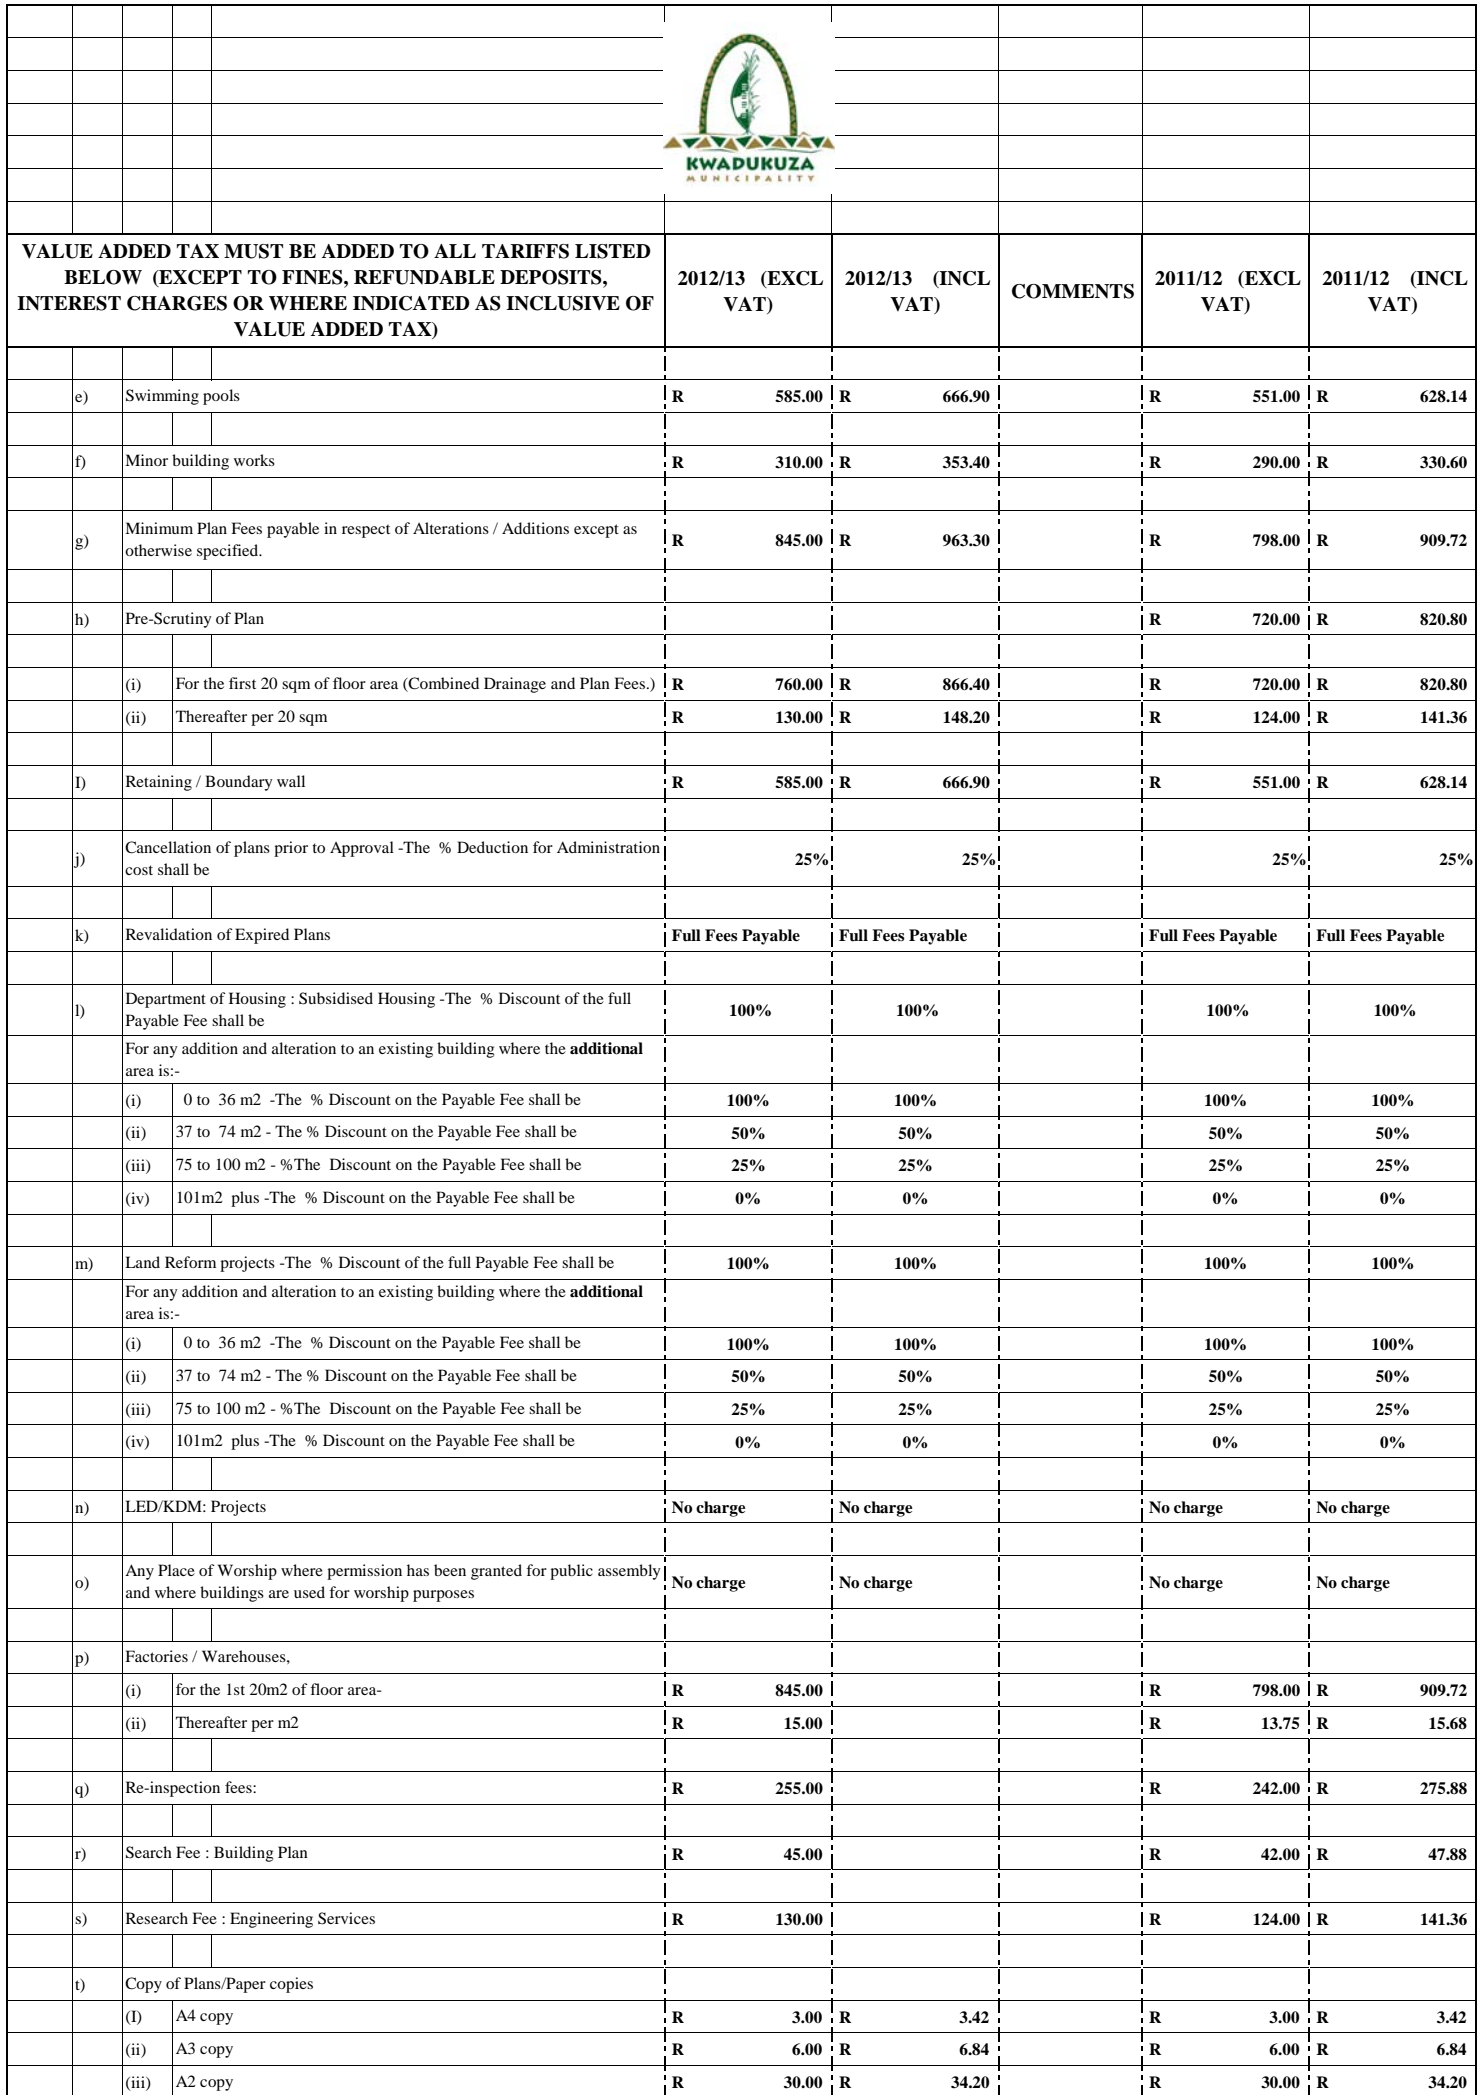 KWADUKUZA
MUNICIPALITY
VALUE ADDED TAX MUST BE ADDED TO ALL TARIFFS LISTED
BELOW (EXCEPT TO FINES, REFUNDABLE DEPOSITS,
INTEREST CHARGES OR WHERE INDICATED AS INCLUSIVE OF
VALUE ADDED TAX)
2012/13 (EXCL
VAT)
2012/13 (INCL
VAT)
COMMENTS
2011/12 (EXCL
VAT)
2011/12 (INCL
VAT)
e) Swimming pools R 585.00 R 666.90 R 551.00 R 628.14
f) Minor building works R 310.00 R 353.40 R 290.00 R 330.60
g) Minimum Plan Fees payable in respect of Alterations / Additions except as
otherwise specified. R 845.00 R 963.30 R 798.00 R 909.72
h) Pre-Scrutiny of Plan R 720.00 R 820.80
(i) For the first 20 sqm of floor area (Combined Drainage and Plan Fees.) R 760.00 R 866.40 R 720.00 R 820.80
(ii) Thereafter per 20 sqm R 130.00 R 148.20 R 124.00 R 141.36
I) Retaining / Boundary wall R 585.00 R 666.90 R 551.00 R 628.14
j) Cancellation of plans prior to Approval -The % Deduction for Administration
cost shall be 25% 25% 25% 25%
k) Revalidation of Expired Plans Full Fees Payable Full Fees Payable Full Fees Payable Full Fees Payable
l) Department of Housing : Subsidised Housing -The % Discount of the full
Payable Fee shall be 100% 100% 100% 100%
For any addition and alteration to an existing building where the additional
area is:-
(i) 0 to 36 m2 -The % Discount on the Payable Fee shall be 100% 100% 100% 100%
(ii) 37 to 74 m2 - The % Discount on the Payable Fee shall be 50% 50% 50% 50%
(iii) 75 to 100 m2 - %The Discount on the Payable Fee shall be 25% 25% 25% 25%
(iv) 101m2 plus -The % Discount on the Payable Fee shall be 0% 0% 0% 0%
m) Land Reform projects -The % Discount of the full Payable Fee shall be 100% 100% 100% 100%
For any addition and alteration to an existing building where the additional
area is:-
(i) 0 to 36 m2 -The % Discount on the Payable Fee shall be 100% 100% 100% 100%
(ii) 37 to 74 m2 - The % Discount on the Payable Fee shall be 50% 50% 50% 50%
(iii) 75 to 100 m2 - %The Discount on the Payable Fee shall be 25% 25% 25% 25%
(iv) 101m2 plus -The % Discount on the Payable Fee shall be 0% 0% 0% 0%
n) LED/KDM: Projects No charge No charge No charge No charge
o) Any Place of Worship where permission has been granted for public assembly
and where buildings are used for worship purposes No charge No charge No charge No charge
p) Factories / Warehouses,
(i) for the 1st 20m2 of floor area- R 845.00 R 798.00 R 909.72
(ii) Thereafter per m2 R 15.00 R 13.75 R 15.68
q) Re-inspection fees: R 255.00 R 242.00 R 275.88
r) Search Fee : Building Plan R 45.00 R 42.00 R 47.88
s) Research Fee : Engineering Services R 130.00 R 124.00 R 141.36
t) Copy of Plans/Paper copies
(I) A4 copy R 3.00 R 3.42 R 3.00 R 3.42
(ii) A3 copy R 6.00 R 6.84 R 6.00 R 6.84
(iii) A2 copy R 30.00 R 34.20 R 30.00 R 34.20